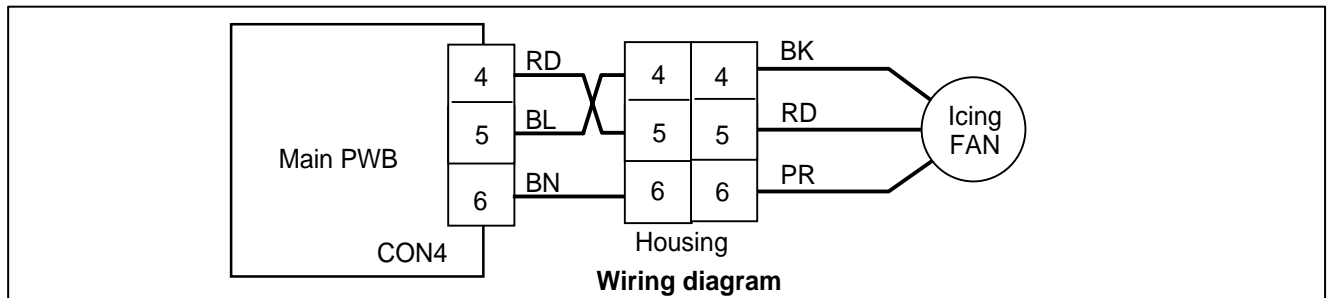 RD
BK
4
4
4
BL
RD
Icing
FAN
5
5
5
Main PWB
BN
PR
6
6
6
CON4
Housing
Wiring diagram